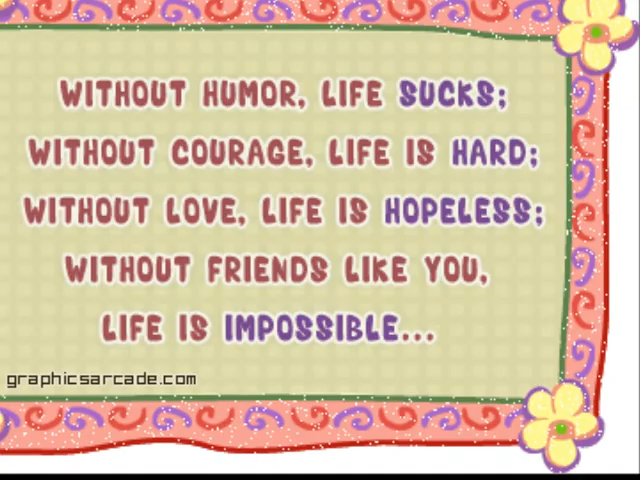 WITHOUT HUMOR, LIFE SUCKS;
WITHOUT COURAGE, LIFE IS HARD;
WITHOUT LOVE, LIFE IS HOPELESS;
WITHOUT FRIENDS LIKE YOU,
LIFE IS IMPOSSIBLE...
graphicsarcade.com